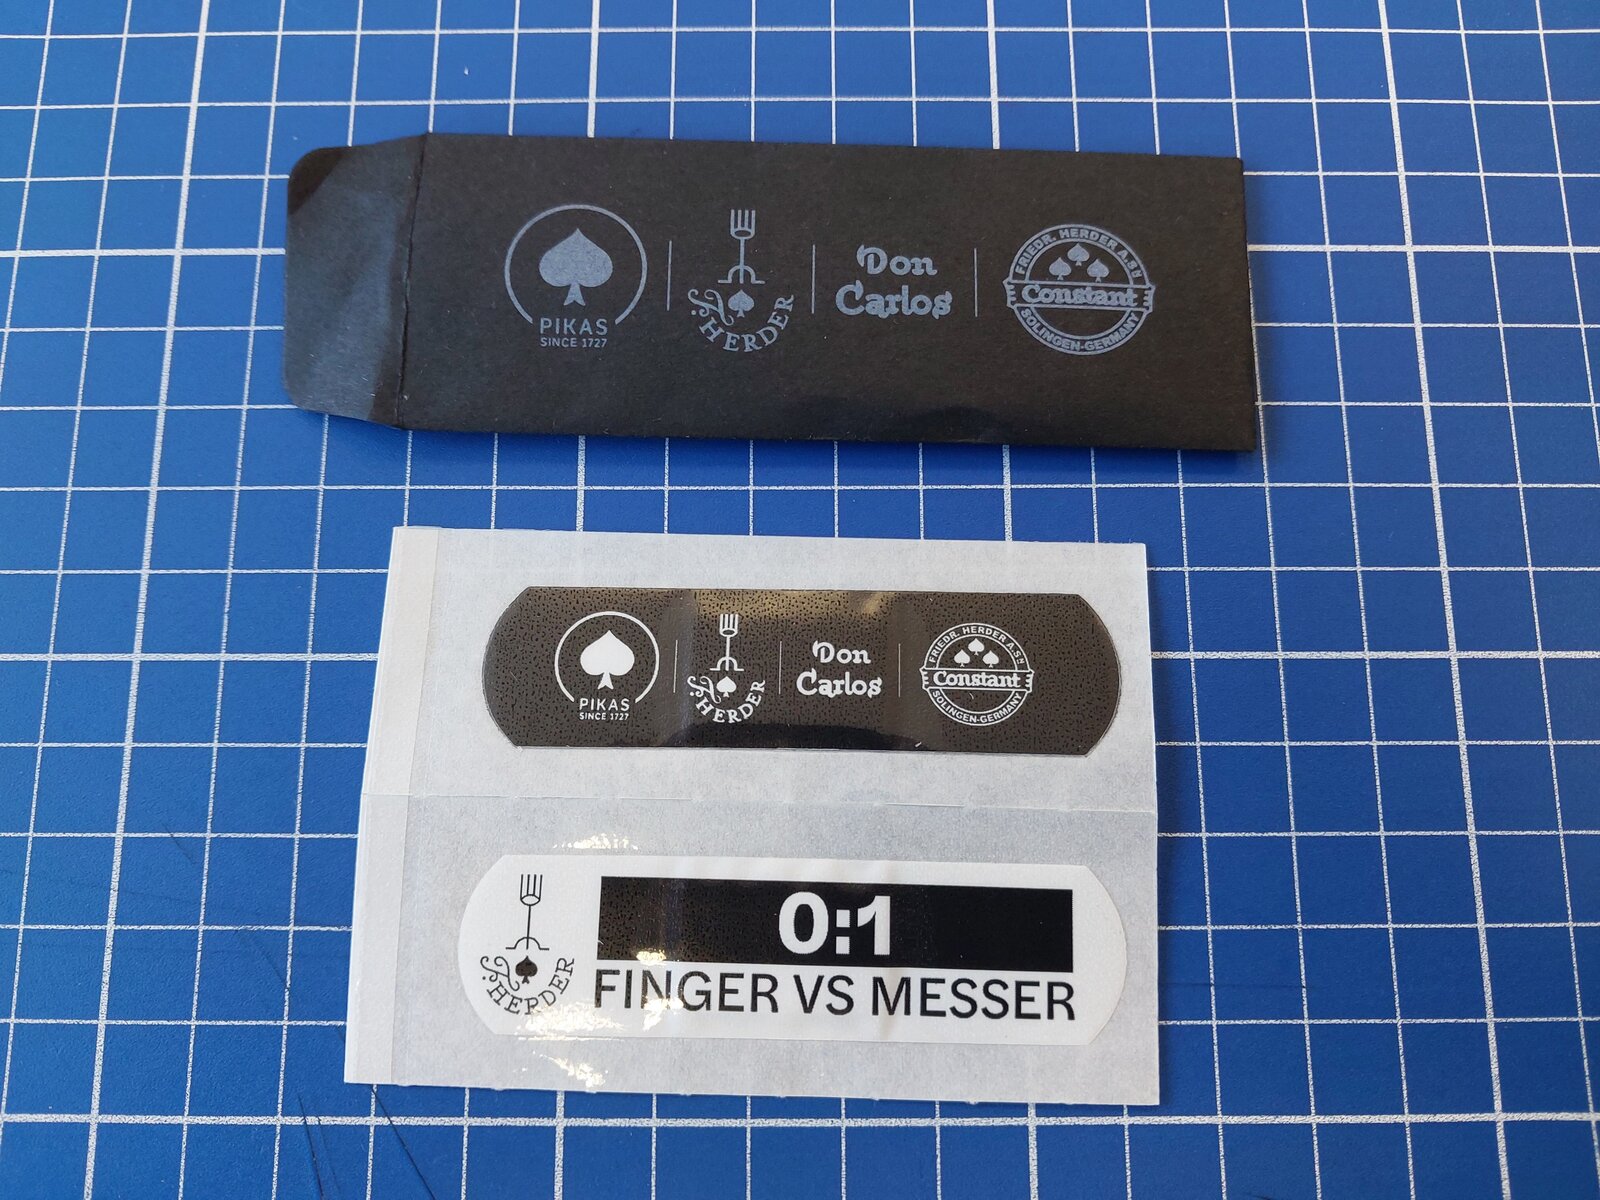 PIKAS
SINCE 1727
F. HERDER
Don
Carlos
FRIEDR. HERDER A.S.
Constant
SOLINGEN-GERMANY
PIKAS
SINCE 1727
F. HERDER
Don
Carlos
FRIEDR. HERDER A.S.
Constant
SOLINGEN-GERMANY
F. HERDER
0:1
FINGER VS MESSER